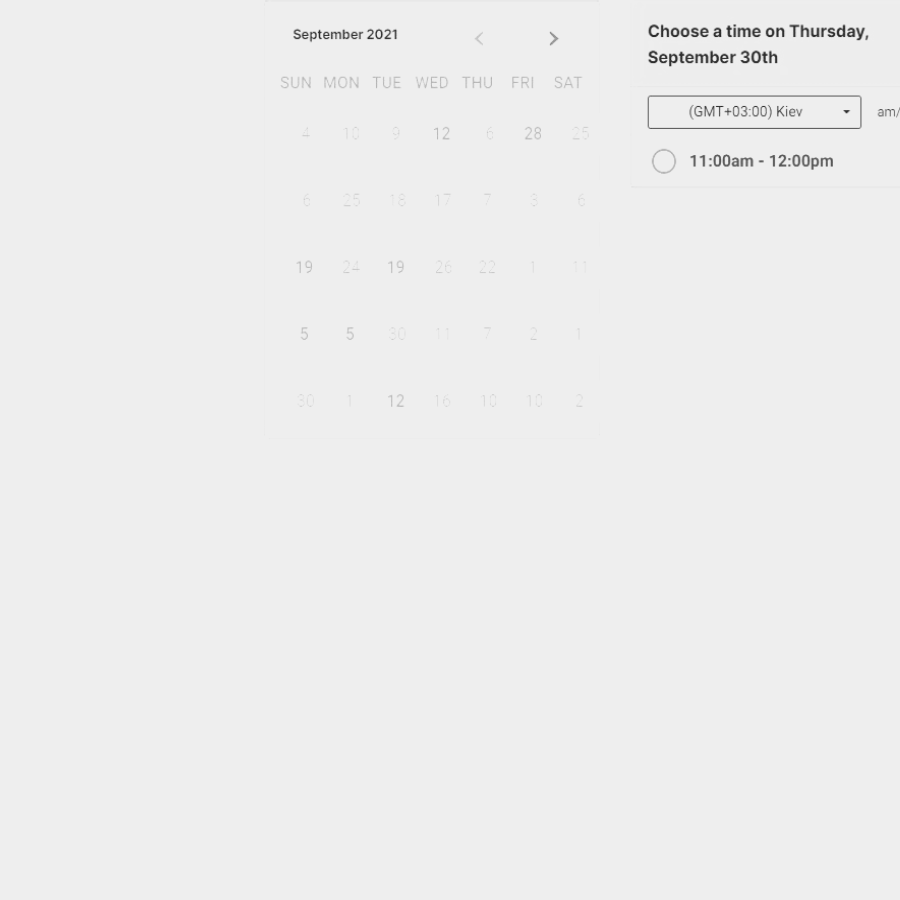 September 2021
SUN MON TUE WED THU FRI SAT
4 10 9 12 6 28 25
6 25 18 17 7 3 6
19 24 19 26 22 1 11
5 5 30 11 7 2 1
30 1 12 16 10 10 2
Choose a time on Thursday,
September 30th
(GMT+03:00) Kiev am/
11:00am - 12:00pm